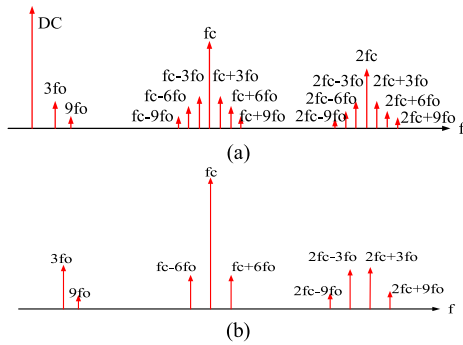 DC
fc
2fc
fc-3fo fc+3fo
2fc-3fo 2fc+3fo
3fo
fc-6fo fc+6fo
2fc-6fo 2fc+6fo
9fo
fc-9fo fc+9fo
2fc-9fo 2fc+9fo
f
(a)
fc
3fo
2fc-3fo 2fc+3fo
fc-6fo fc+6fo
9fo
2fc-9fo 2fc+9fo
f
(b)